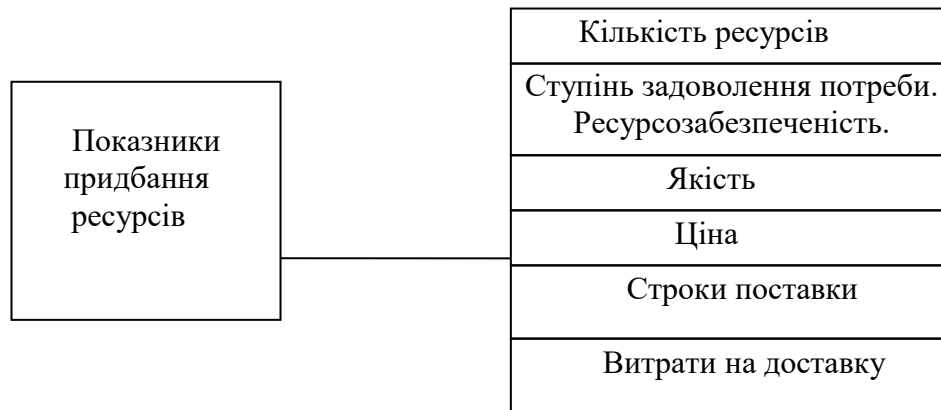 Показники
придбання
ресурсів
Кількість ресурсів
Ступінь задоволення потреби.
Ресурсозабезпеченість.
Якість
Ціна
Строки поставки
Витрати на доставку